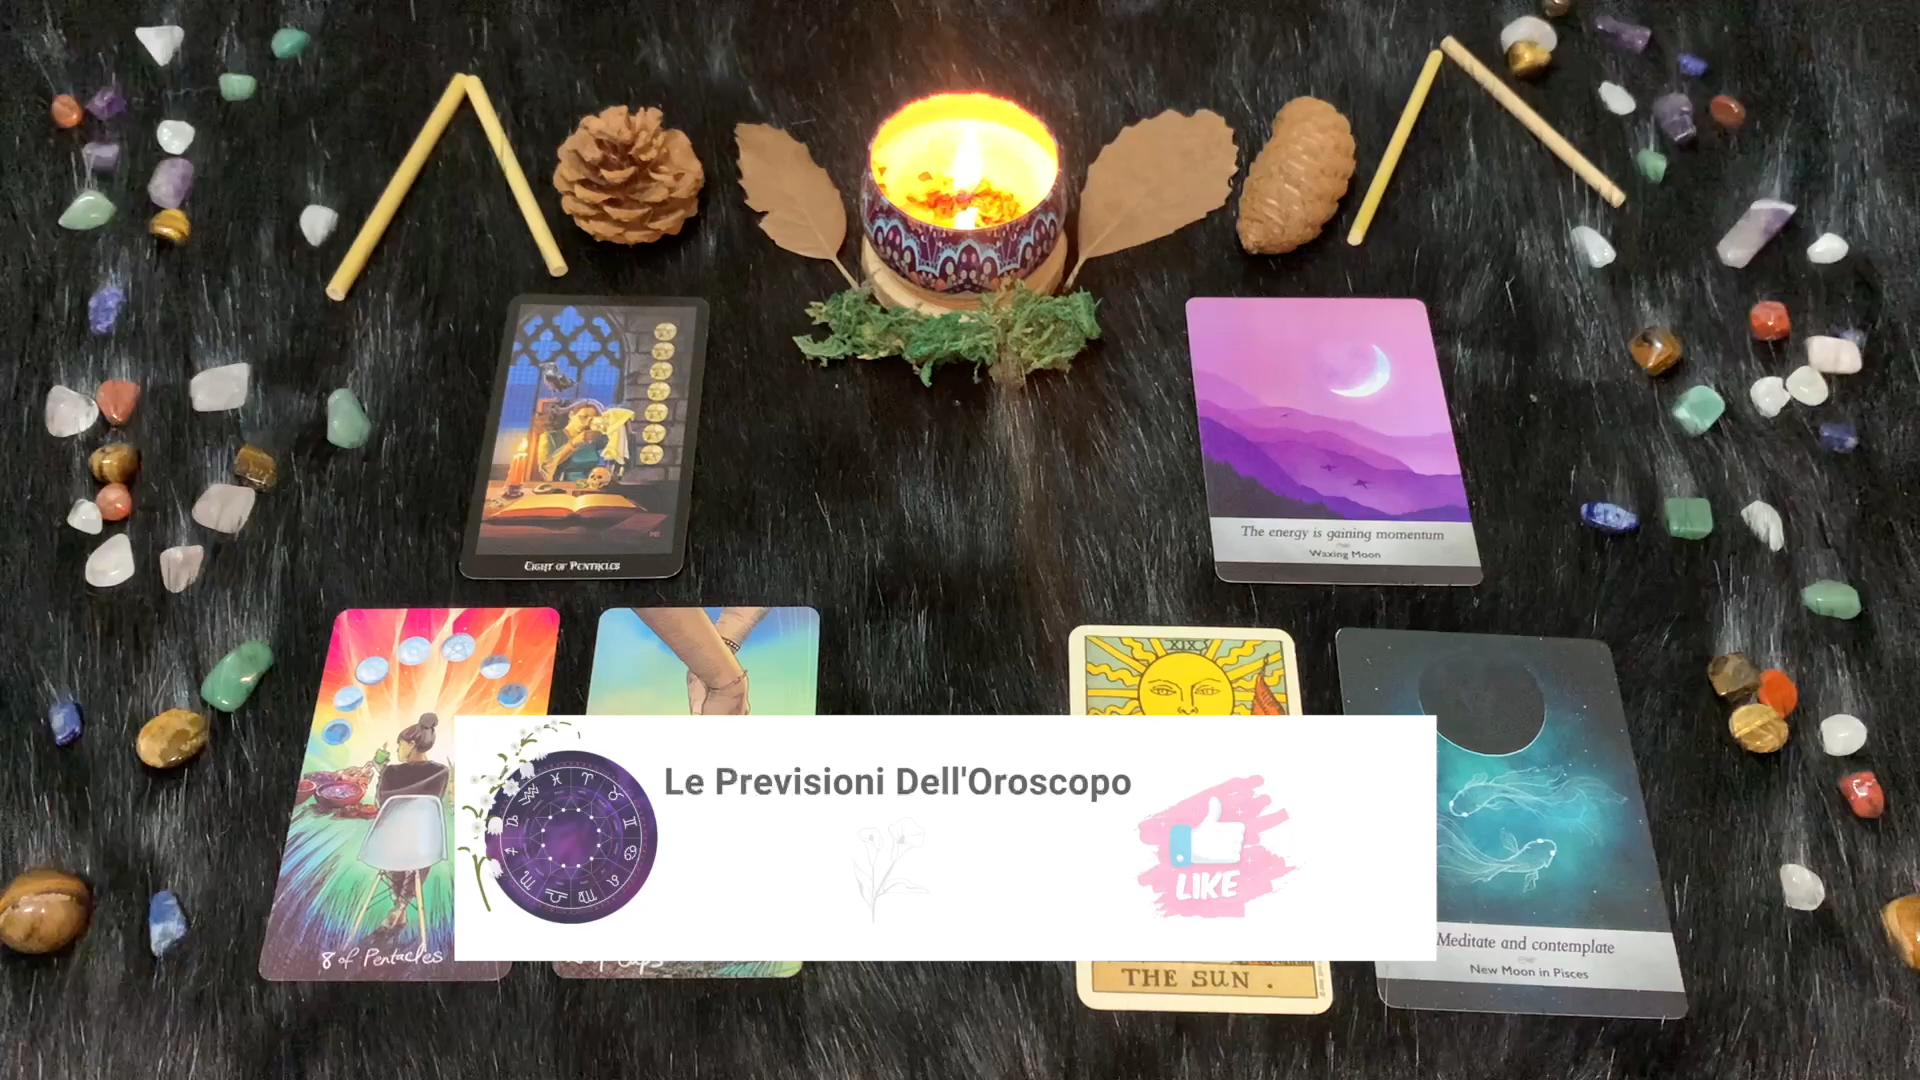 Eight of Pentacles
The energy is gaining momentum
Waxing Moon
XIX
Le Previsioni Dell'Oroscopo
LIKE
8 of Pentacles
Cups
THE SUN .
Meditate and contemplate
New Moon in Pisces